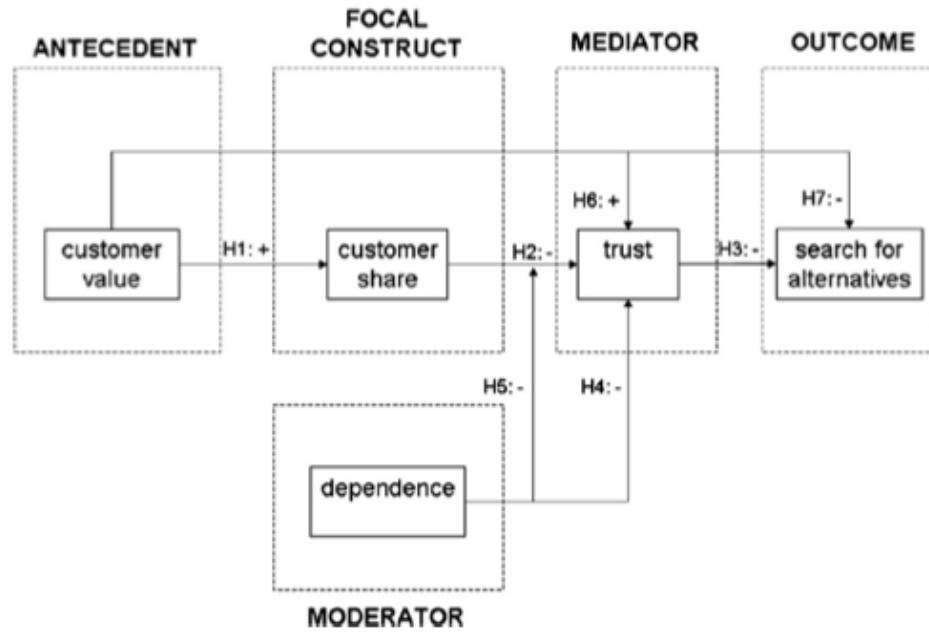 ANTECEDENT
FOCAL
CONSTRUCT
MEDIATOR
OUTCOME
customer
value
H1: +
customer
share
H2: -
H6: +
trust
H3: -
H7: -
search for
alternatives
H5: -
H4: -
dependence
MODERATOR